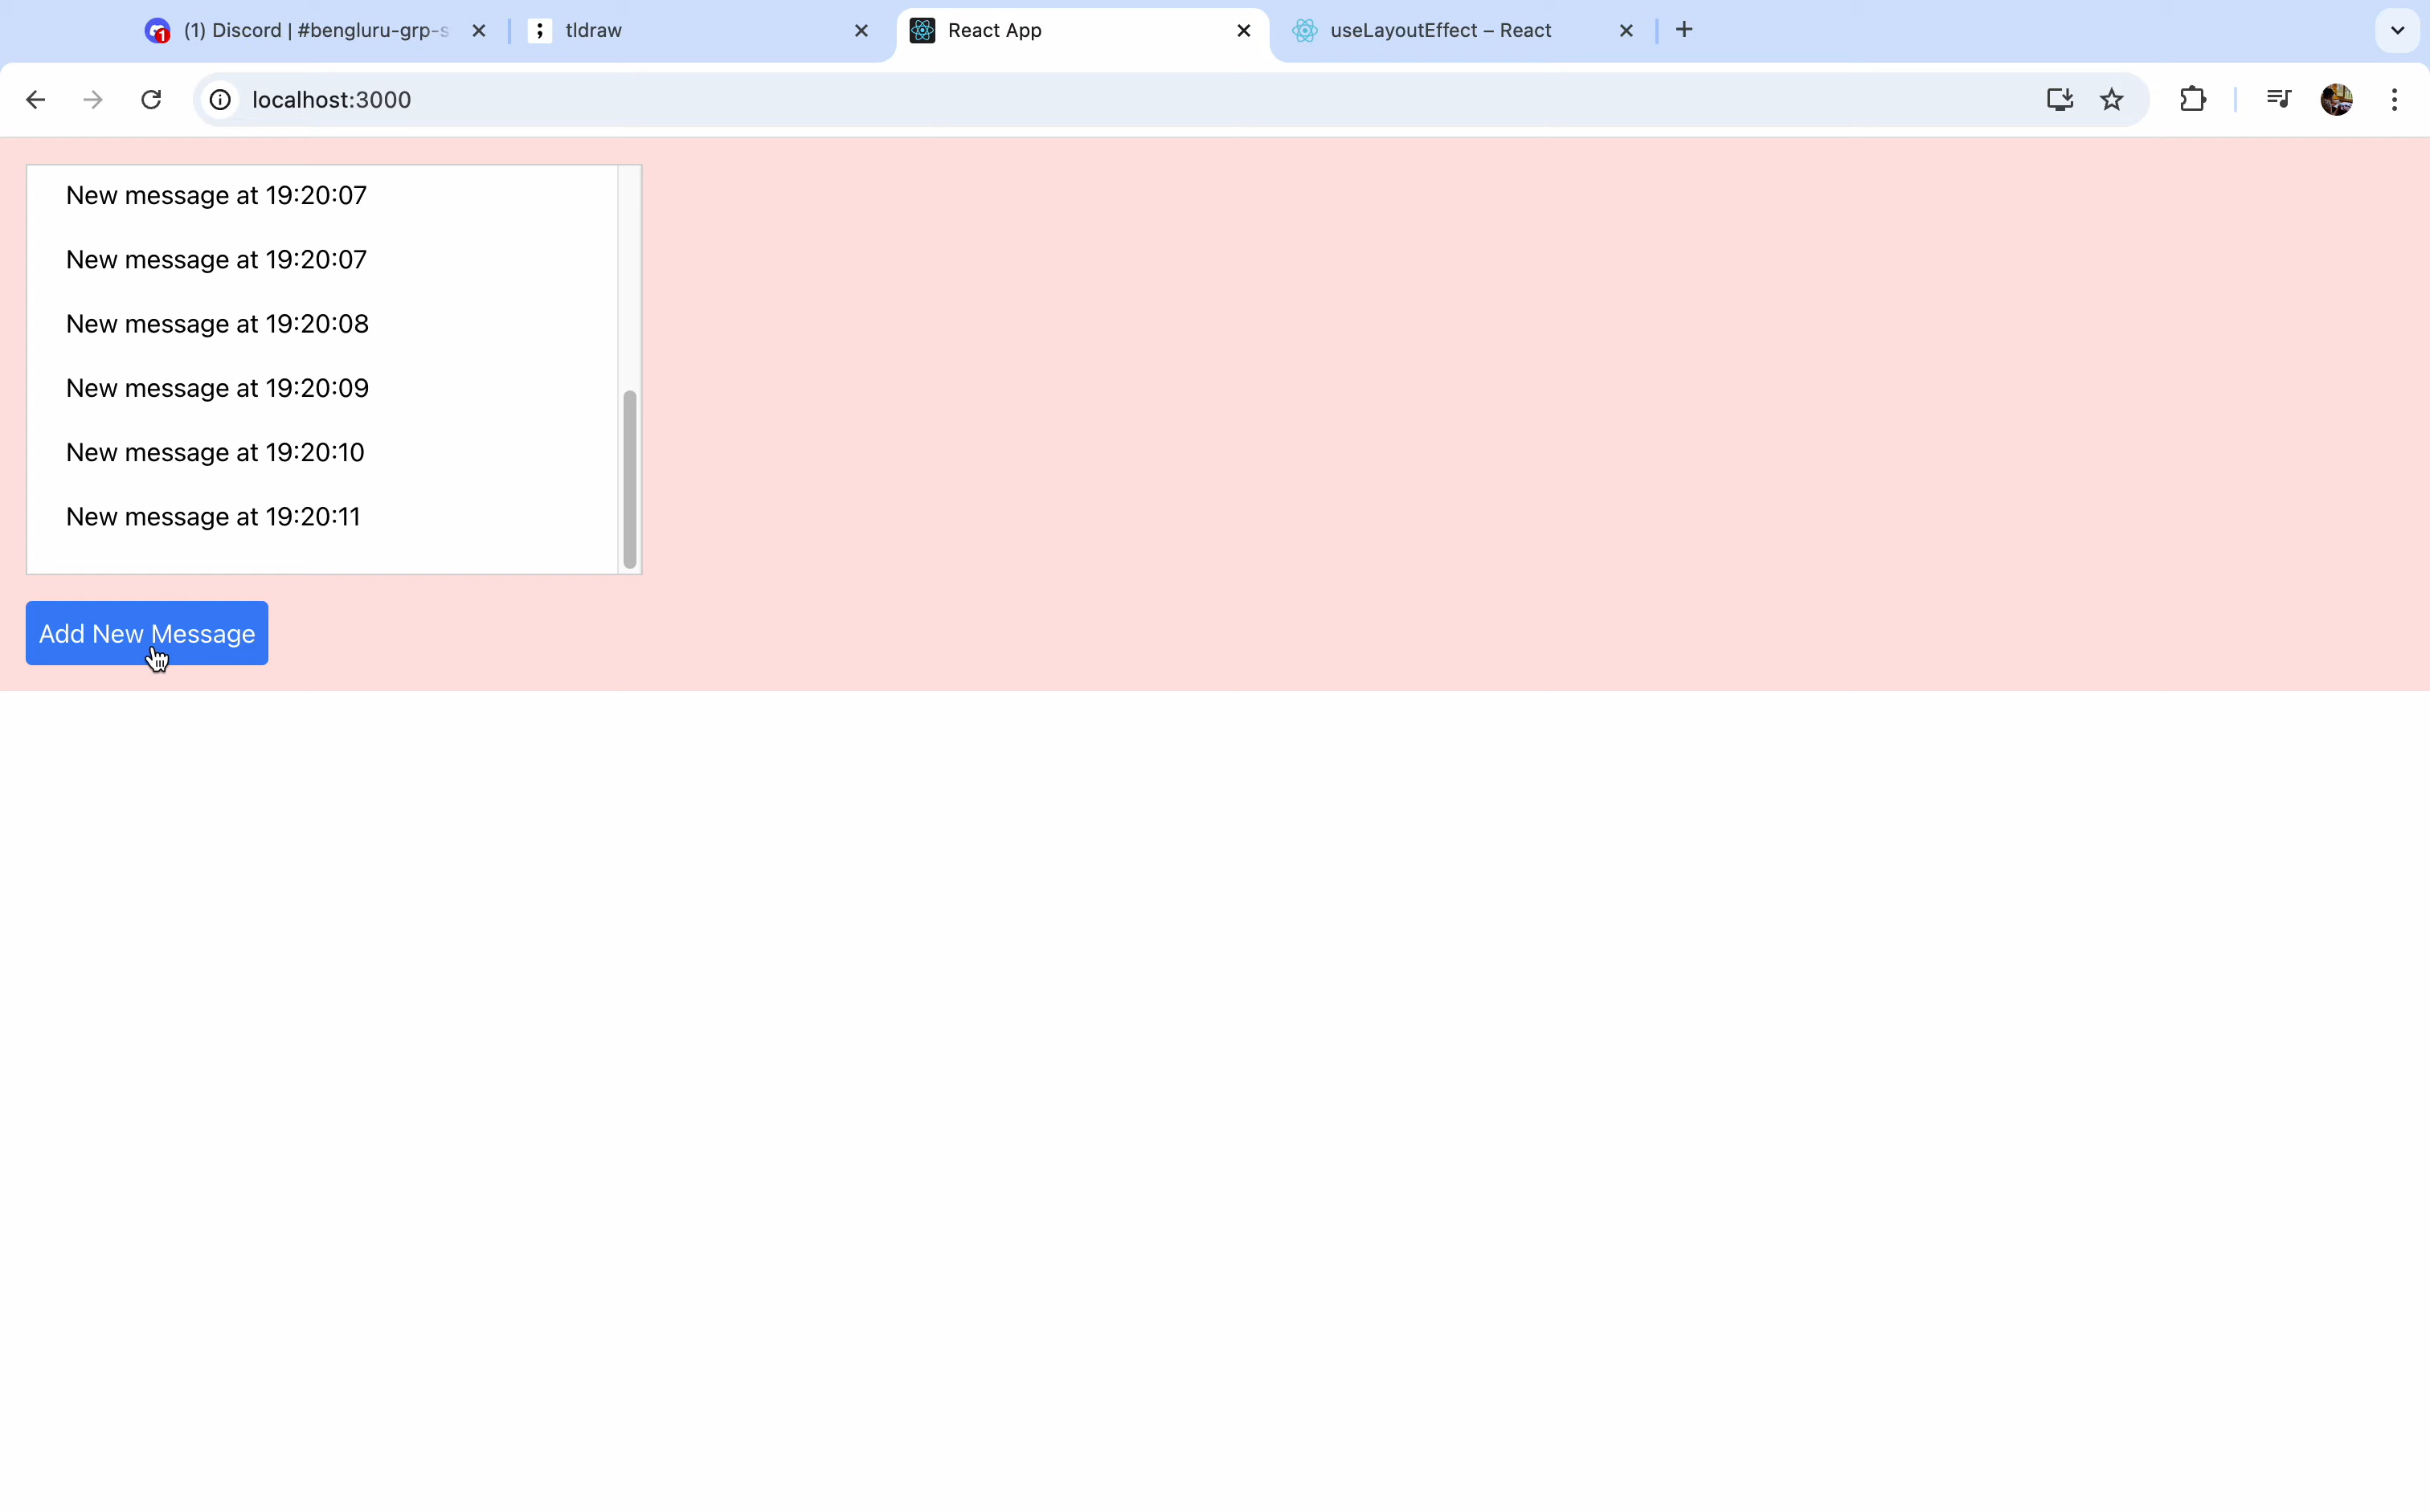 (1) Discord | #bengluru-grp-s
tldraw
React App
useLayoutEffect – React
localhost:3000
New message at 19:20:07
New message at 19:20:07
New message at 19:20:08
New message at 19:20:09
New message at 19:20:10
New message at 19:20:11
Add New Message